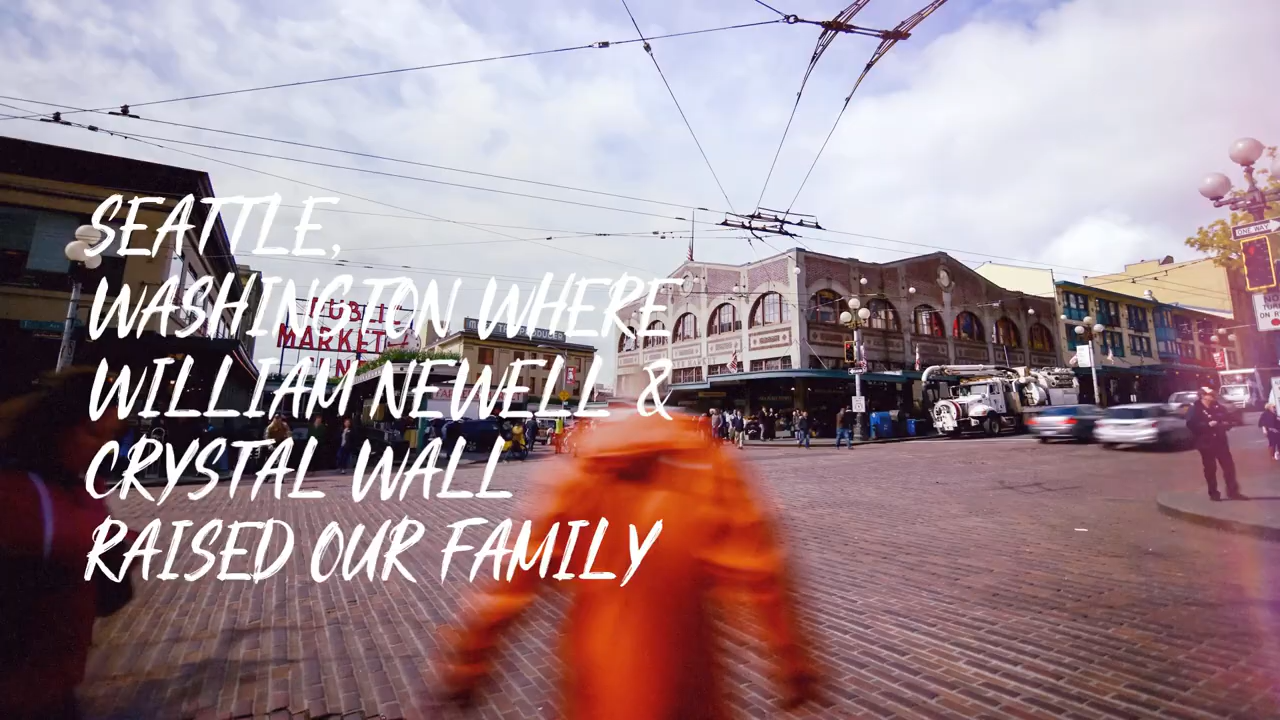 SEATTLE,
WASHINGTON WHERE
WILLIAM NEWELL &
CRYSTAL WALL
RAISED OUR FAMILY
PUBLIC
MARKET
ONE WAY